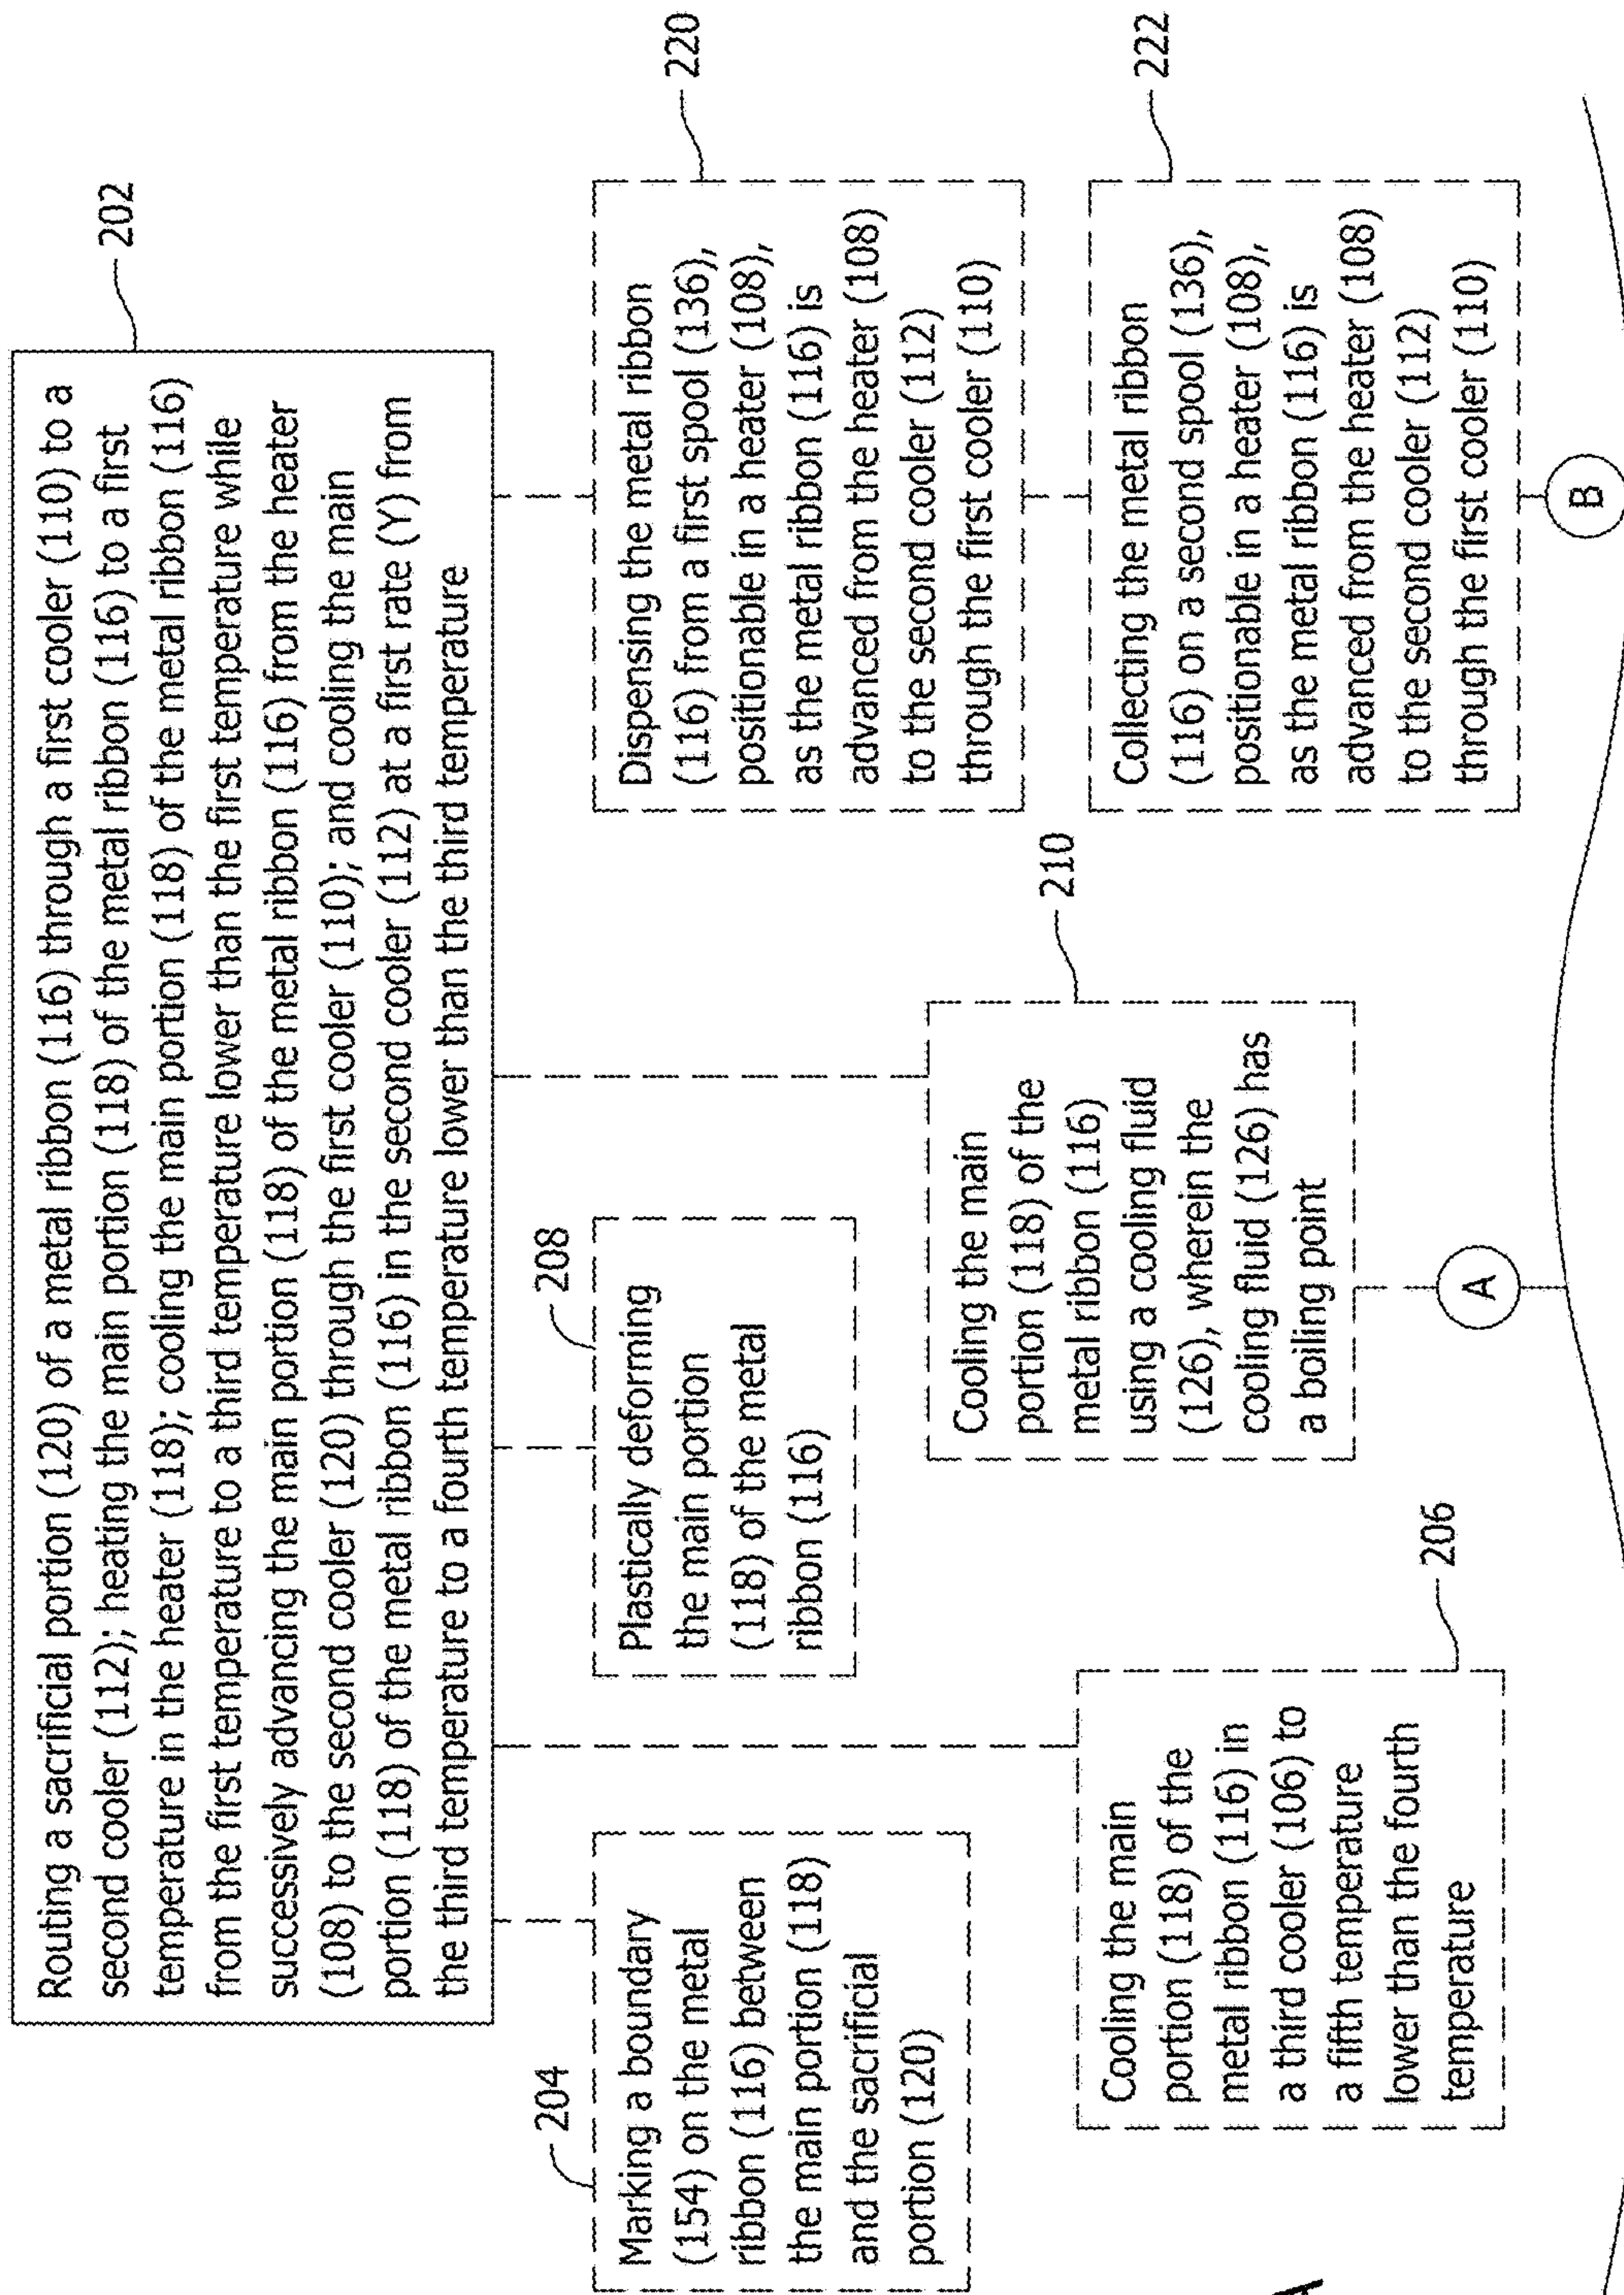 Routing a sacrificial portion (120) of a metal ribbon (116) through a first cooler (110) to a
second cooler (112); heating the main portion (118) of the metal ribbon (116) to a first
temperature in the heater (118); cooling the main portion (118) of the metal ribbon (116)
from the first temperature to a third temperature lower than the first temperature while
successively advancing the main portion (118) of the metal ribbon (116) from the heater
(108) to the second cooler (120) through the first cooler (110); and cooling the main
portion (118) of the metal ribbon (116) in the second cooler (112) at a first rate (Y) from
the third temperature to a fourth temperature lower than the third temperature
202
204
Marking a boundary
(154) on the metal
ribbon (116) between
the main portion (118)
and the sacrificial
portion (120)
208
Plastically deforming
the main portion
(118) of the metal
ribbon (116)
220
Dispensing the metal ribbon
(116) from a first spool (136),
positionable in a heater (108),
as the metal ribbon (116) is
advanced from the heater (108)
to the second cooler (112)
through the first cooler (110)
206
Cooling the main
portion (118) of the
metal ribbon (116) in
a third cooler (106) to
a fifth temperature
lower than the fourth
temperature
210
Cooling the main
portion (118) of the
metal ribbon (116)
using a cooling fluid
(126), wherein the
cooling fluid (126) has
a boiling point
222
Collecting the metal ribbon
(116) on a second spool (136),
positionable in a heater (108),
as the metal ribbon (116) is
advanced from the heater (108)
to the second cooler (112)
through the first cooler (110)
A
B